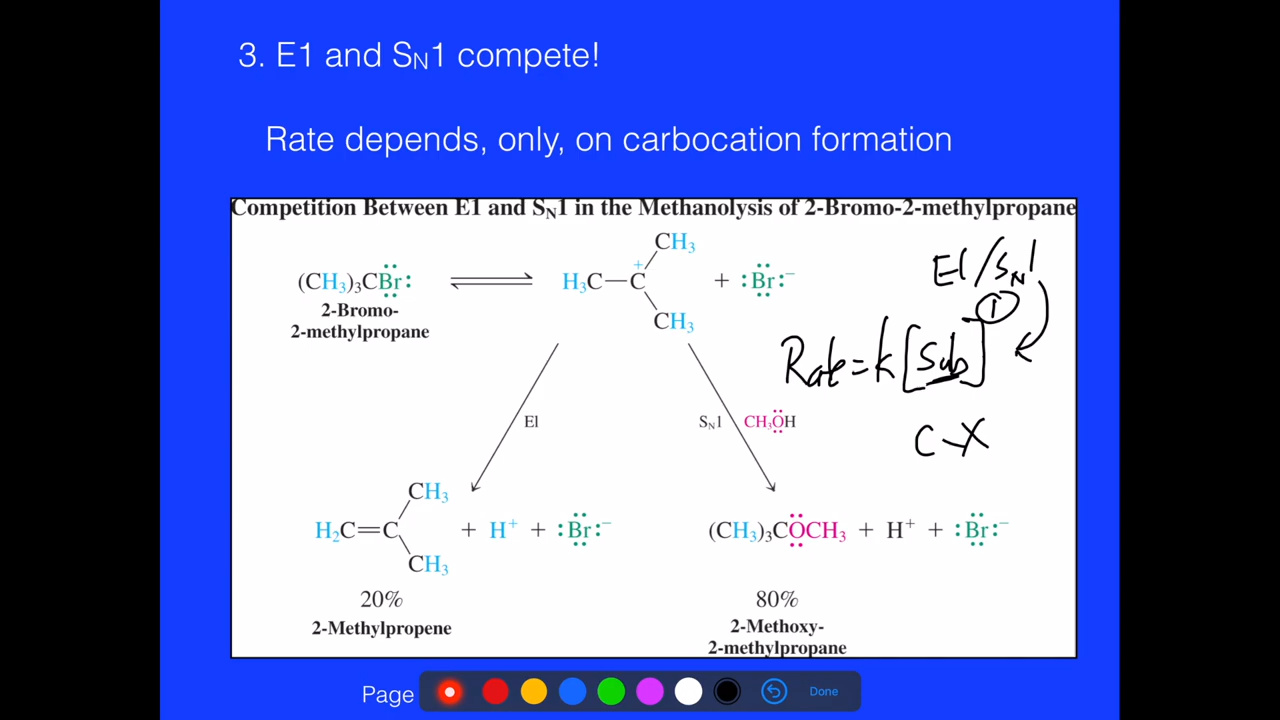 3. E1 and SN1 compete!
Rate depends, only, on carbocation formation
Competition Between E1 and SN1 in the Methanolysis of 2-Bromo-2-methylpropane
(CH3)3CBr:
2-Bromo-
2-methylpropane
CH3
H3C—C+
CH3
+ :Br:−
E1/SN1
Rate=k[Sub]1
C-X
E1
SN1
CH3OH
CH3
H2C=C
CH3
+ H+ + :Br:−
20%
2-Methylpropene
(CH3)3COCH3 + H+ + :Br:−
80%
2-Methoxy-
2-methylpropane
Page
Done